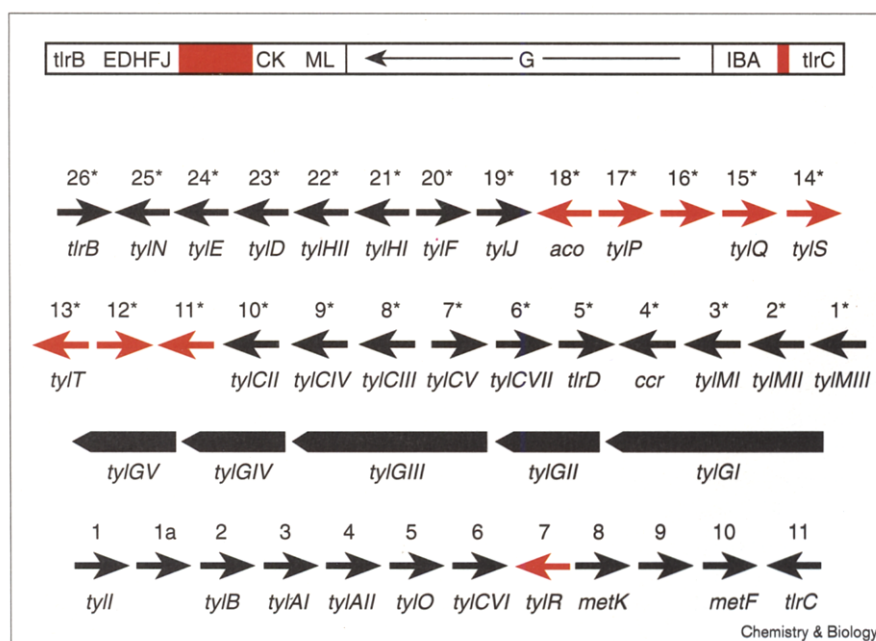 tlrB EDHFJ CK ML G IBA tlrC
26* 25* 24* 23* 22* 21* 20* 19* 18* 17* 16* 15* 14*
tlrB tylN tylE tylD tylHII tylHI tylF tylJ aco tylP tylQ tylS
13* 12* 11* 10* 9* 8* 7* 6* 5* 4* 3* 2* 1*
tylT tylCII tylCIV tylCIII tylCV tylCVII tlrD ccr tylMI tylMII tylMIII
tylGV tylGIV tylGIII tylGII tylGI
1 1a 2 3 4 5 6 7 8 9 10 11
tylI tylB tylAI tylAII tylO tylCVI tylR metK metF tlrC
Chemistry & Biology